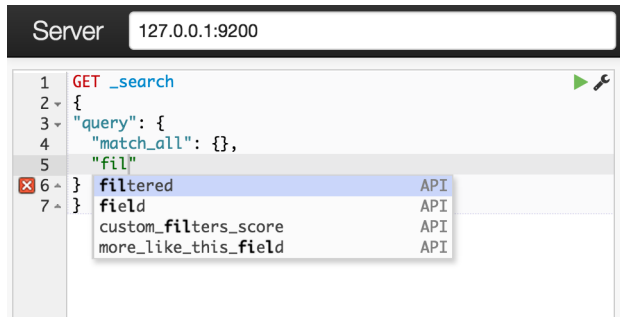 Server 127.0.0.1:9200
1 GET _search
2 {
3 "query": {
4 "match_all": {},
5 "fil"
6 }
filtered API
7 }
field API
custom_filters_score API
more_like_this_field API